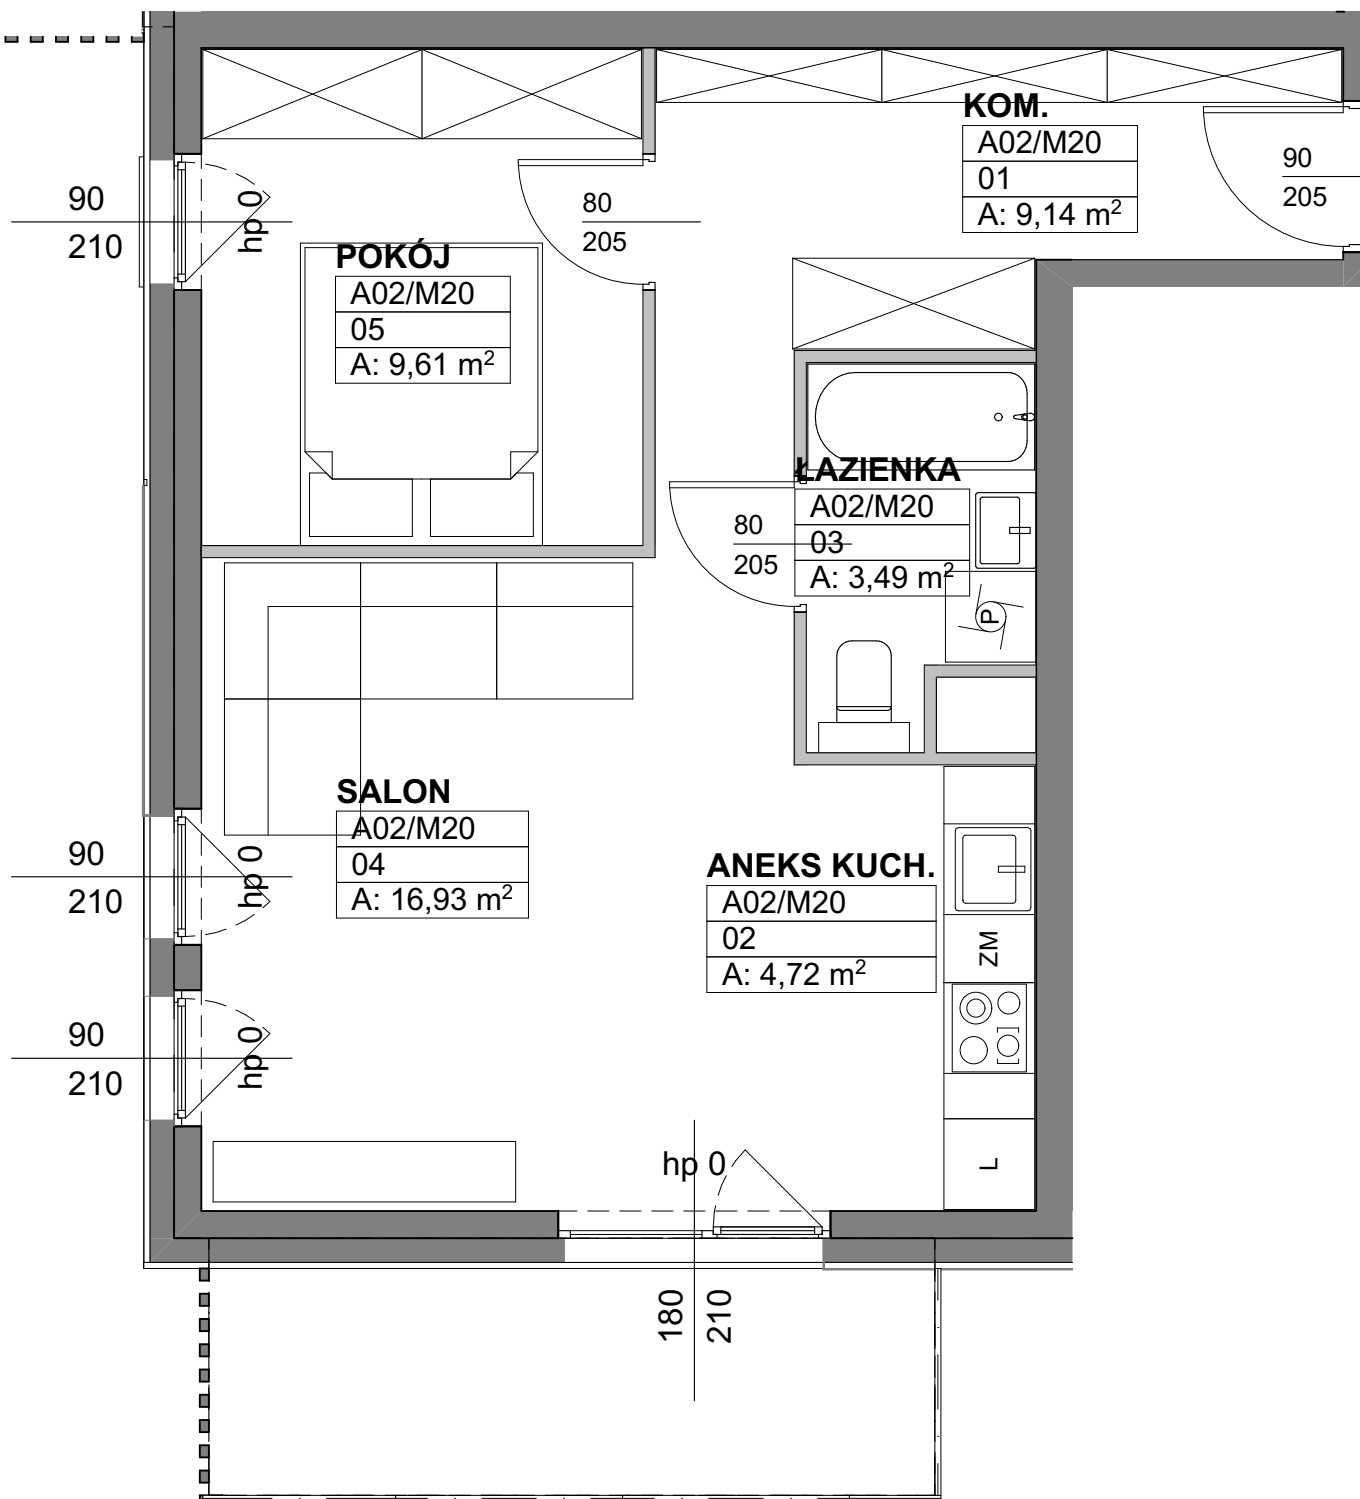 KOM.
A02/M20
01
A: 9,14 m²
90
205
90
210
hp 0
80
205
POKÓJ
A02/M20
05
A: 9,61 m²
ŁAZIENKA
A02/M20
03
A: 3,49 m²
80
205
P
SALON
A02/M20
04
A: 16,93 m²
90
210
hp 0
ANEKS KUCH.
A02/M20
02
A: 4,72 m²
ZM
90
210
hp 0
L
hp 0
180
210